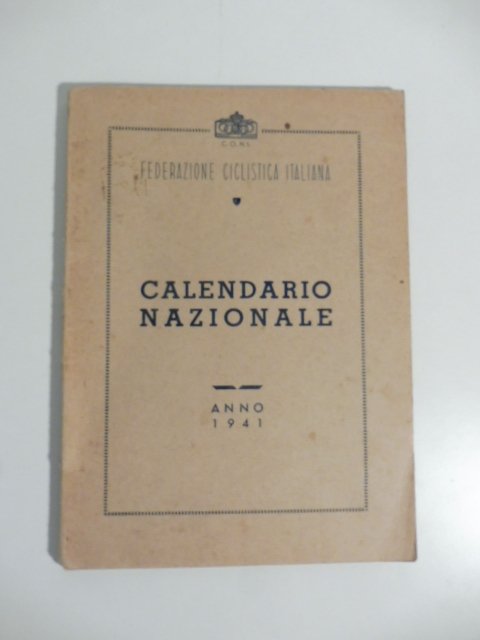 C.O.N.I.
FEDERAZIONE CICLISTICA ITALIANA
CALENDARIO
NAZIONALE
ANNO
1941